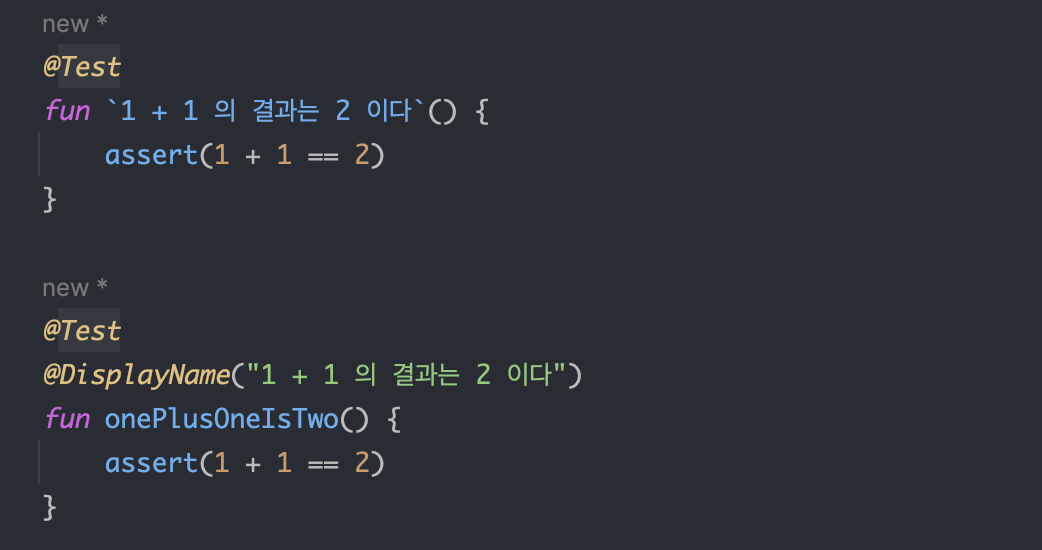 new *
@Test
fun `1 + 1 의 결과는 2 이다`() {
    assert(1 + 1 == 2)
}
new *
@Test
@DisplayName("1 + 1 의 결과는 2 이다")
fun onePlusOneIsTwo() {
    assert(1 + 1 == 2)
}